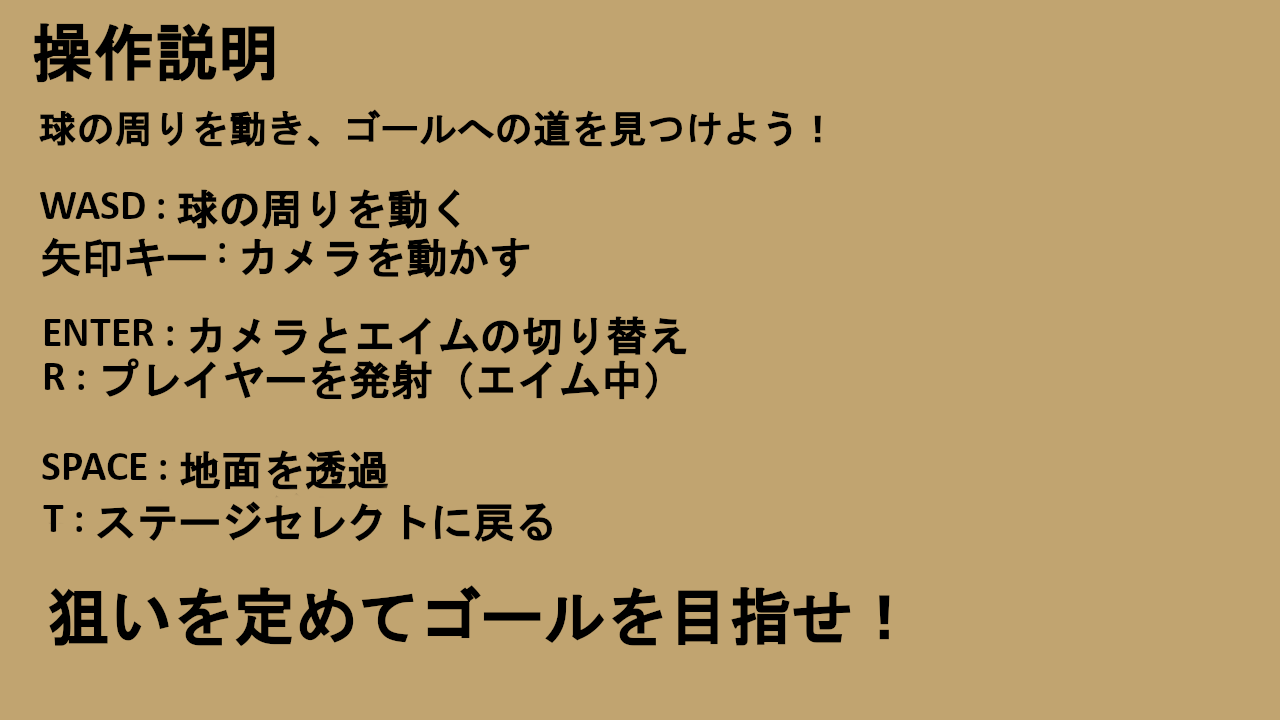 操作説明
球の周りを動き、ゴールへの道を見つけよう！
WASD : 球の周りを動く
矢印キー : カメラを動かす
ENTER : カメラとエイムの切り替え
R : プレイヤーを発射（エイム中）
SPACE : 地面を透過
T : ステージセレクトに戻る
狙いを定めてゴールを目指せ！